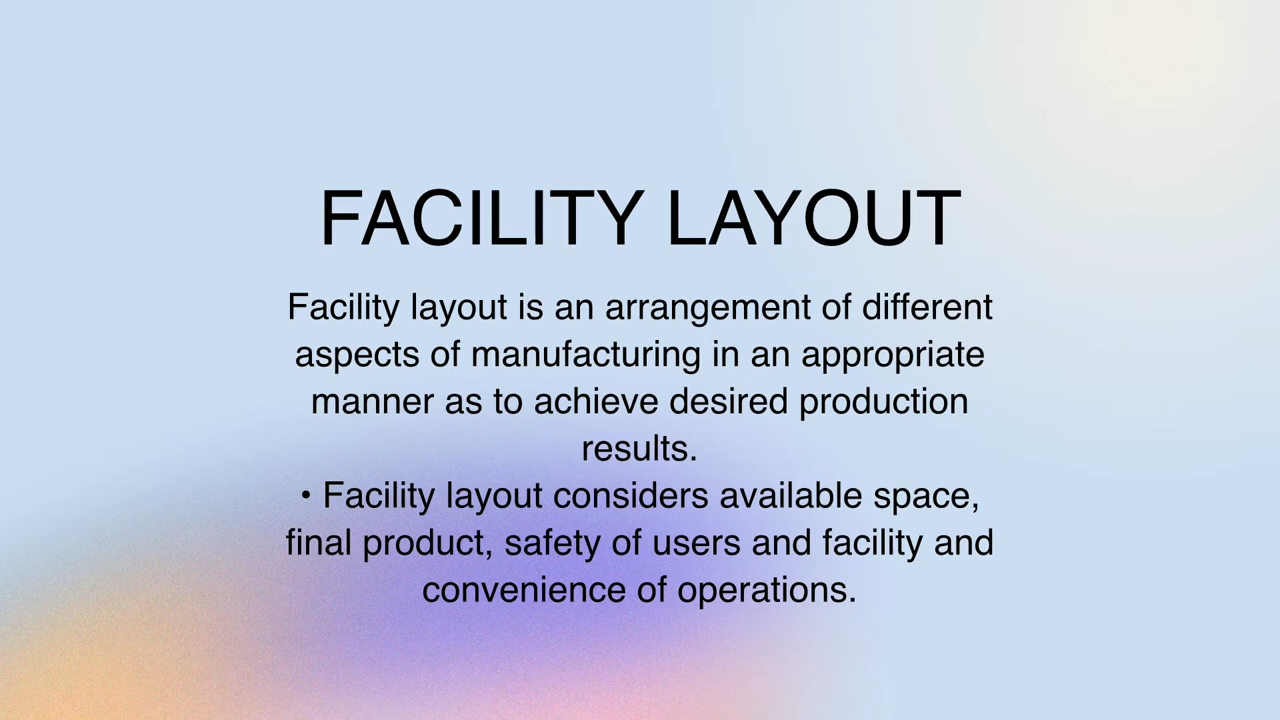 FACILITY LAYOUT
Facility layout is an arrangement of different
aspects of manufacturing in an appropriate
manner as to achieve desired production
results.
• Facility layout considers available space,
final product, safety of users and facility and
convenience of operations.